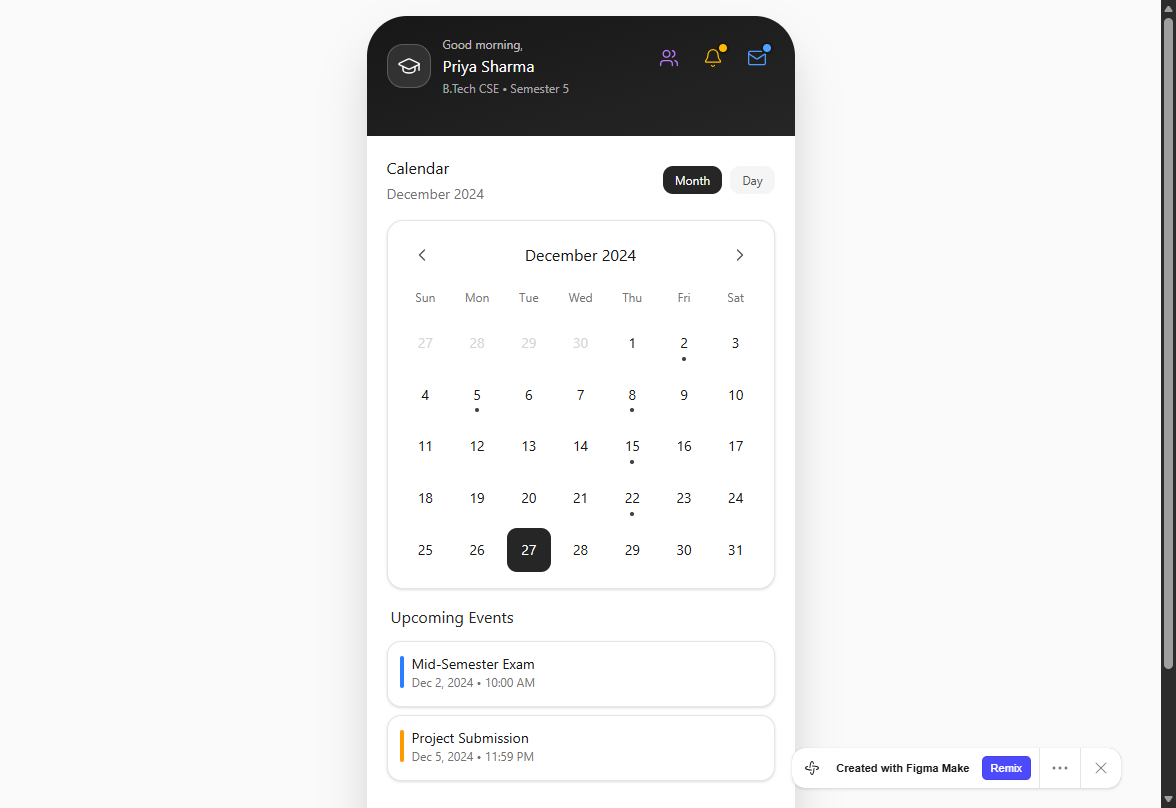 Good morning,
Priya Sharma
B.Tech CSE • Semester 5
Calendar
December 2024
Month Day
December 2024
Sun Mon Tue Wed Thu Fri Sat
27 28 29 30 1 2 3
4 5 6 7 8 9 10
11 12 13 14 15 16 17
18 19 20 21 22 23 24
25 26 27 28 29 30 31
Upcoming Events
Mid-Semester Exam
Dec 2, 2024 • 10:00 AM
Project Submission
Dec 5, 2024 • 11:59 PM
Created with Figma Make Remix